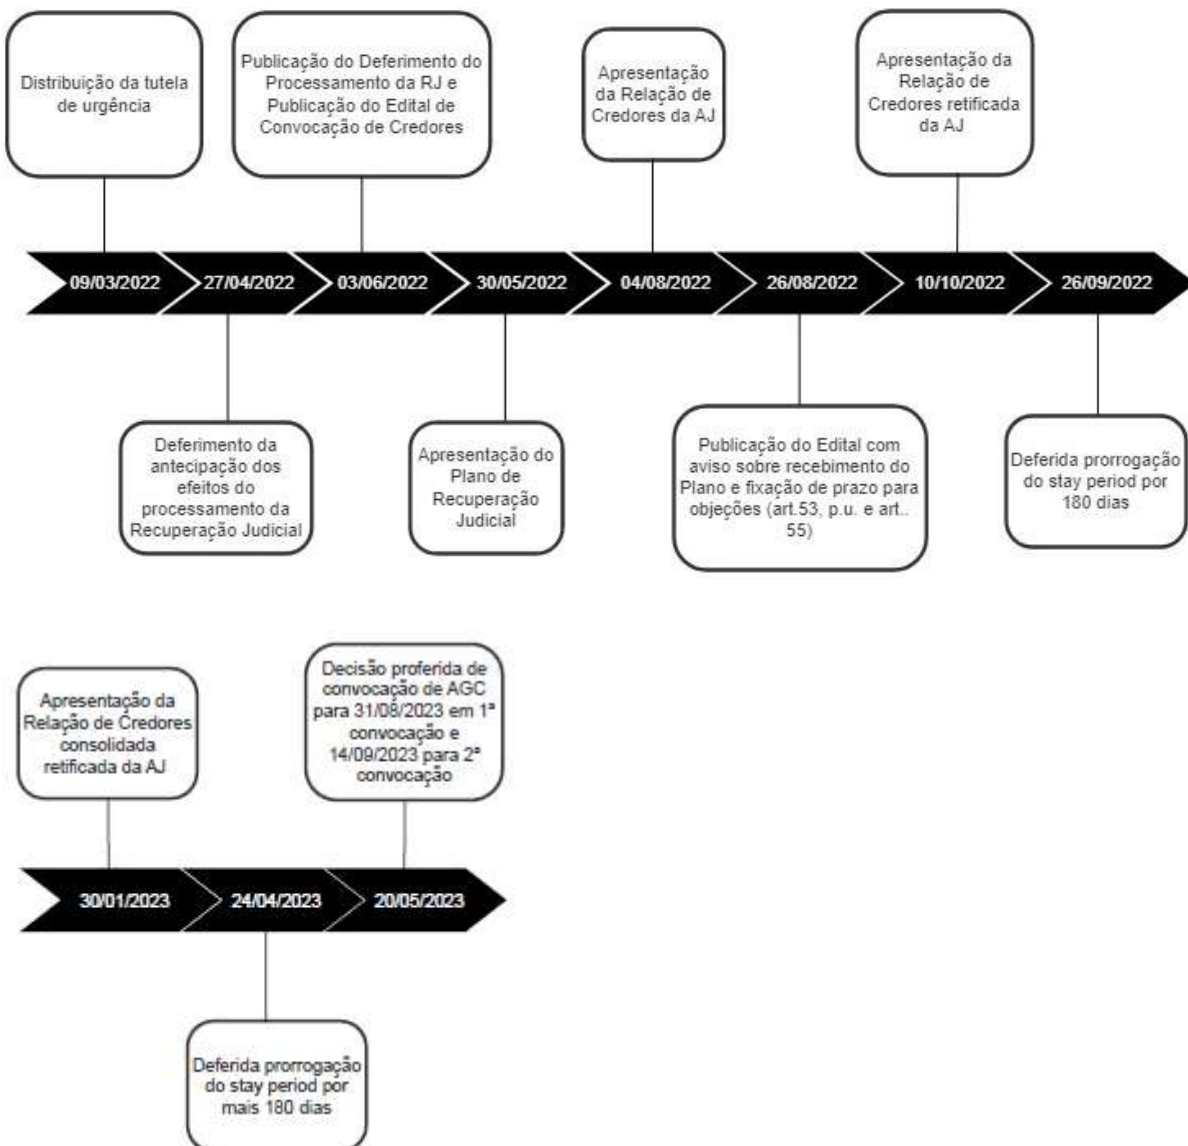 Distribuição da tutela
de urgência
Publicação do Deferimento do
Processamento da RJ e
Publicação do Edital de
Convocação de Credores
Apresentação
da Relação de
Credores da AJ
Apresentação da
Relação de
Credores retificada
da AJ
09/03/2022
27/04/2022
03/06/2022
30/05/2022
04/08/2022
26/08/2022
10/10/2022
26/09/2022
Deferimento da
antecipação dos
efeitos do
processamento da
Recuperação Judicial
Apresentação do
Plano de
Recuperação
Judicial
Publicação do Edital com
aviso sobre recebimento do
Plano e fixação de prazo para
objeções (art.53, p.u. e art..
55)
Deferida prorrogação
do stay period por
180 dias
Apresentação da
Relação de Credores
consolidada
retificada da AJ
Decisão proferida de
convocação de AGC
para 31/08/2023 em 1ª
convocação e
14/09/2023 para 2ª
convocação
30/01/2023
24/04/2023
20/05/2023
Deferida prorrogação
do stay period por
mais 180 dias